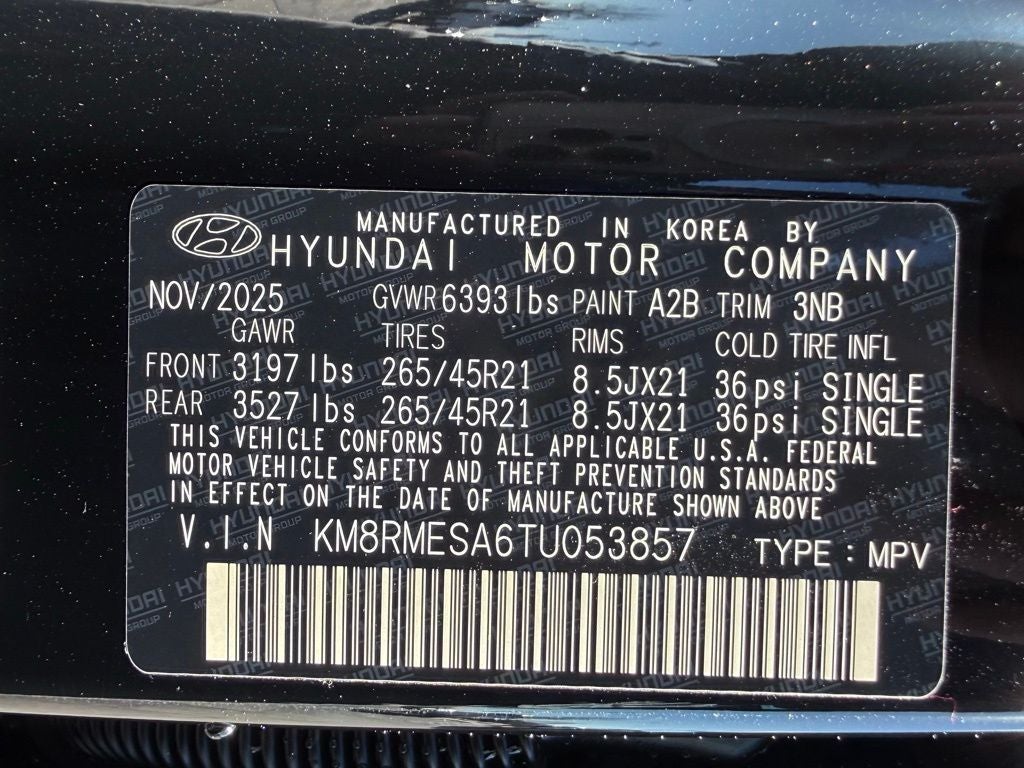 MANUFACTURED IN KOREA BY
HYUNDAI MOTOR COMPANY
NOV/2025 GVWR 6393 lbs PAINT A2B TRIM 3NB
GAWR TIRES RIMS COLD TIRE INFL
FRONT 3197 lbs 265/45R21 8.5JX21 36psi SINGLE
REAR 3527 lbs 265/45R21 8.5JX21 36psi SINGLE
THIS VEHICLE CONFORMS TO ALL APPLICABLE U.S.A. FEDERAL
MOTOR VEHICLE SAFETY AND THEFT PREVENTION STANDARDS
IN EFFECT ON THE DATE OF MANUFACTURE SHOWN ABOVE
V.I.N KM8RMESA6TU053857 TYPE : MPV
HYUNDAI
MOTOR GROUP